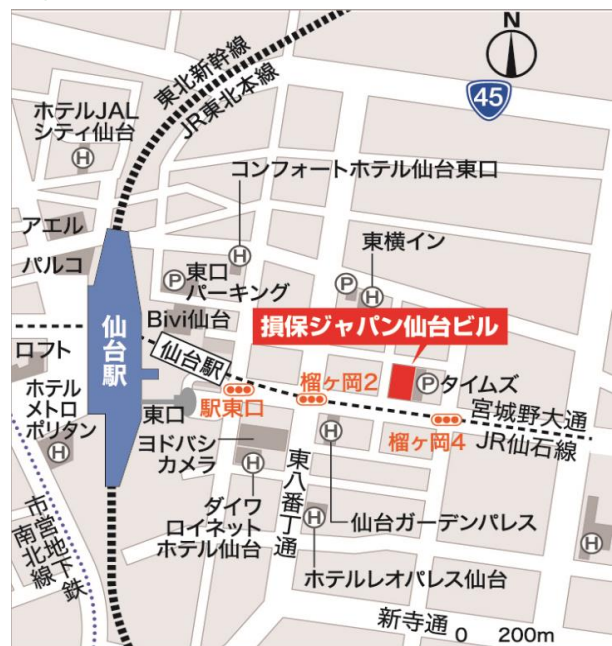 N
45
東北新幹線
JR東北本線
ホテルJAL
シティ仙台
H
コンフォートホテル仙台東口
H
アエル
パルコ
東横イン
P
H
P
東口
パーキング
Bivi仙台
損保ジャパン仙台ビル
仙台駅
仙台駅
ロフト
榴ヶ岡2
P
タイムズ
駅東口
宮城野大通
ホテル
メトロ
ポリタン
H
東口
榴ヶ岡4
JR仙石線
ヨドバシ
カメラ
H
H
東八番丁通
ダイワ
ロイネット
ホテル仙台
仙台ガーデンパレス
H
H
市営地下鉄
南北線
ホテルレオパレス仙台
新寺通
0 200m